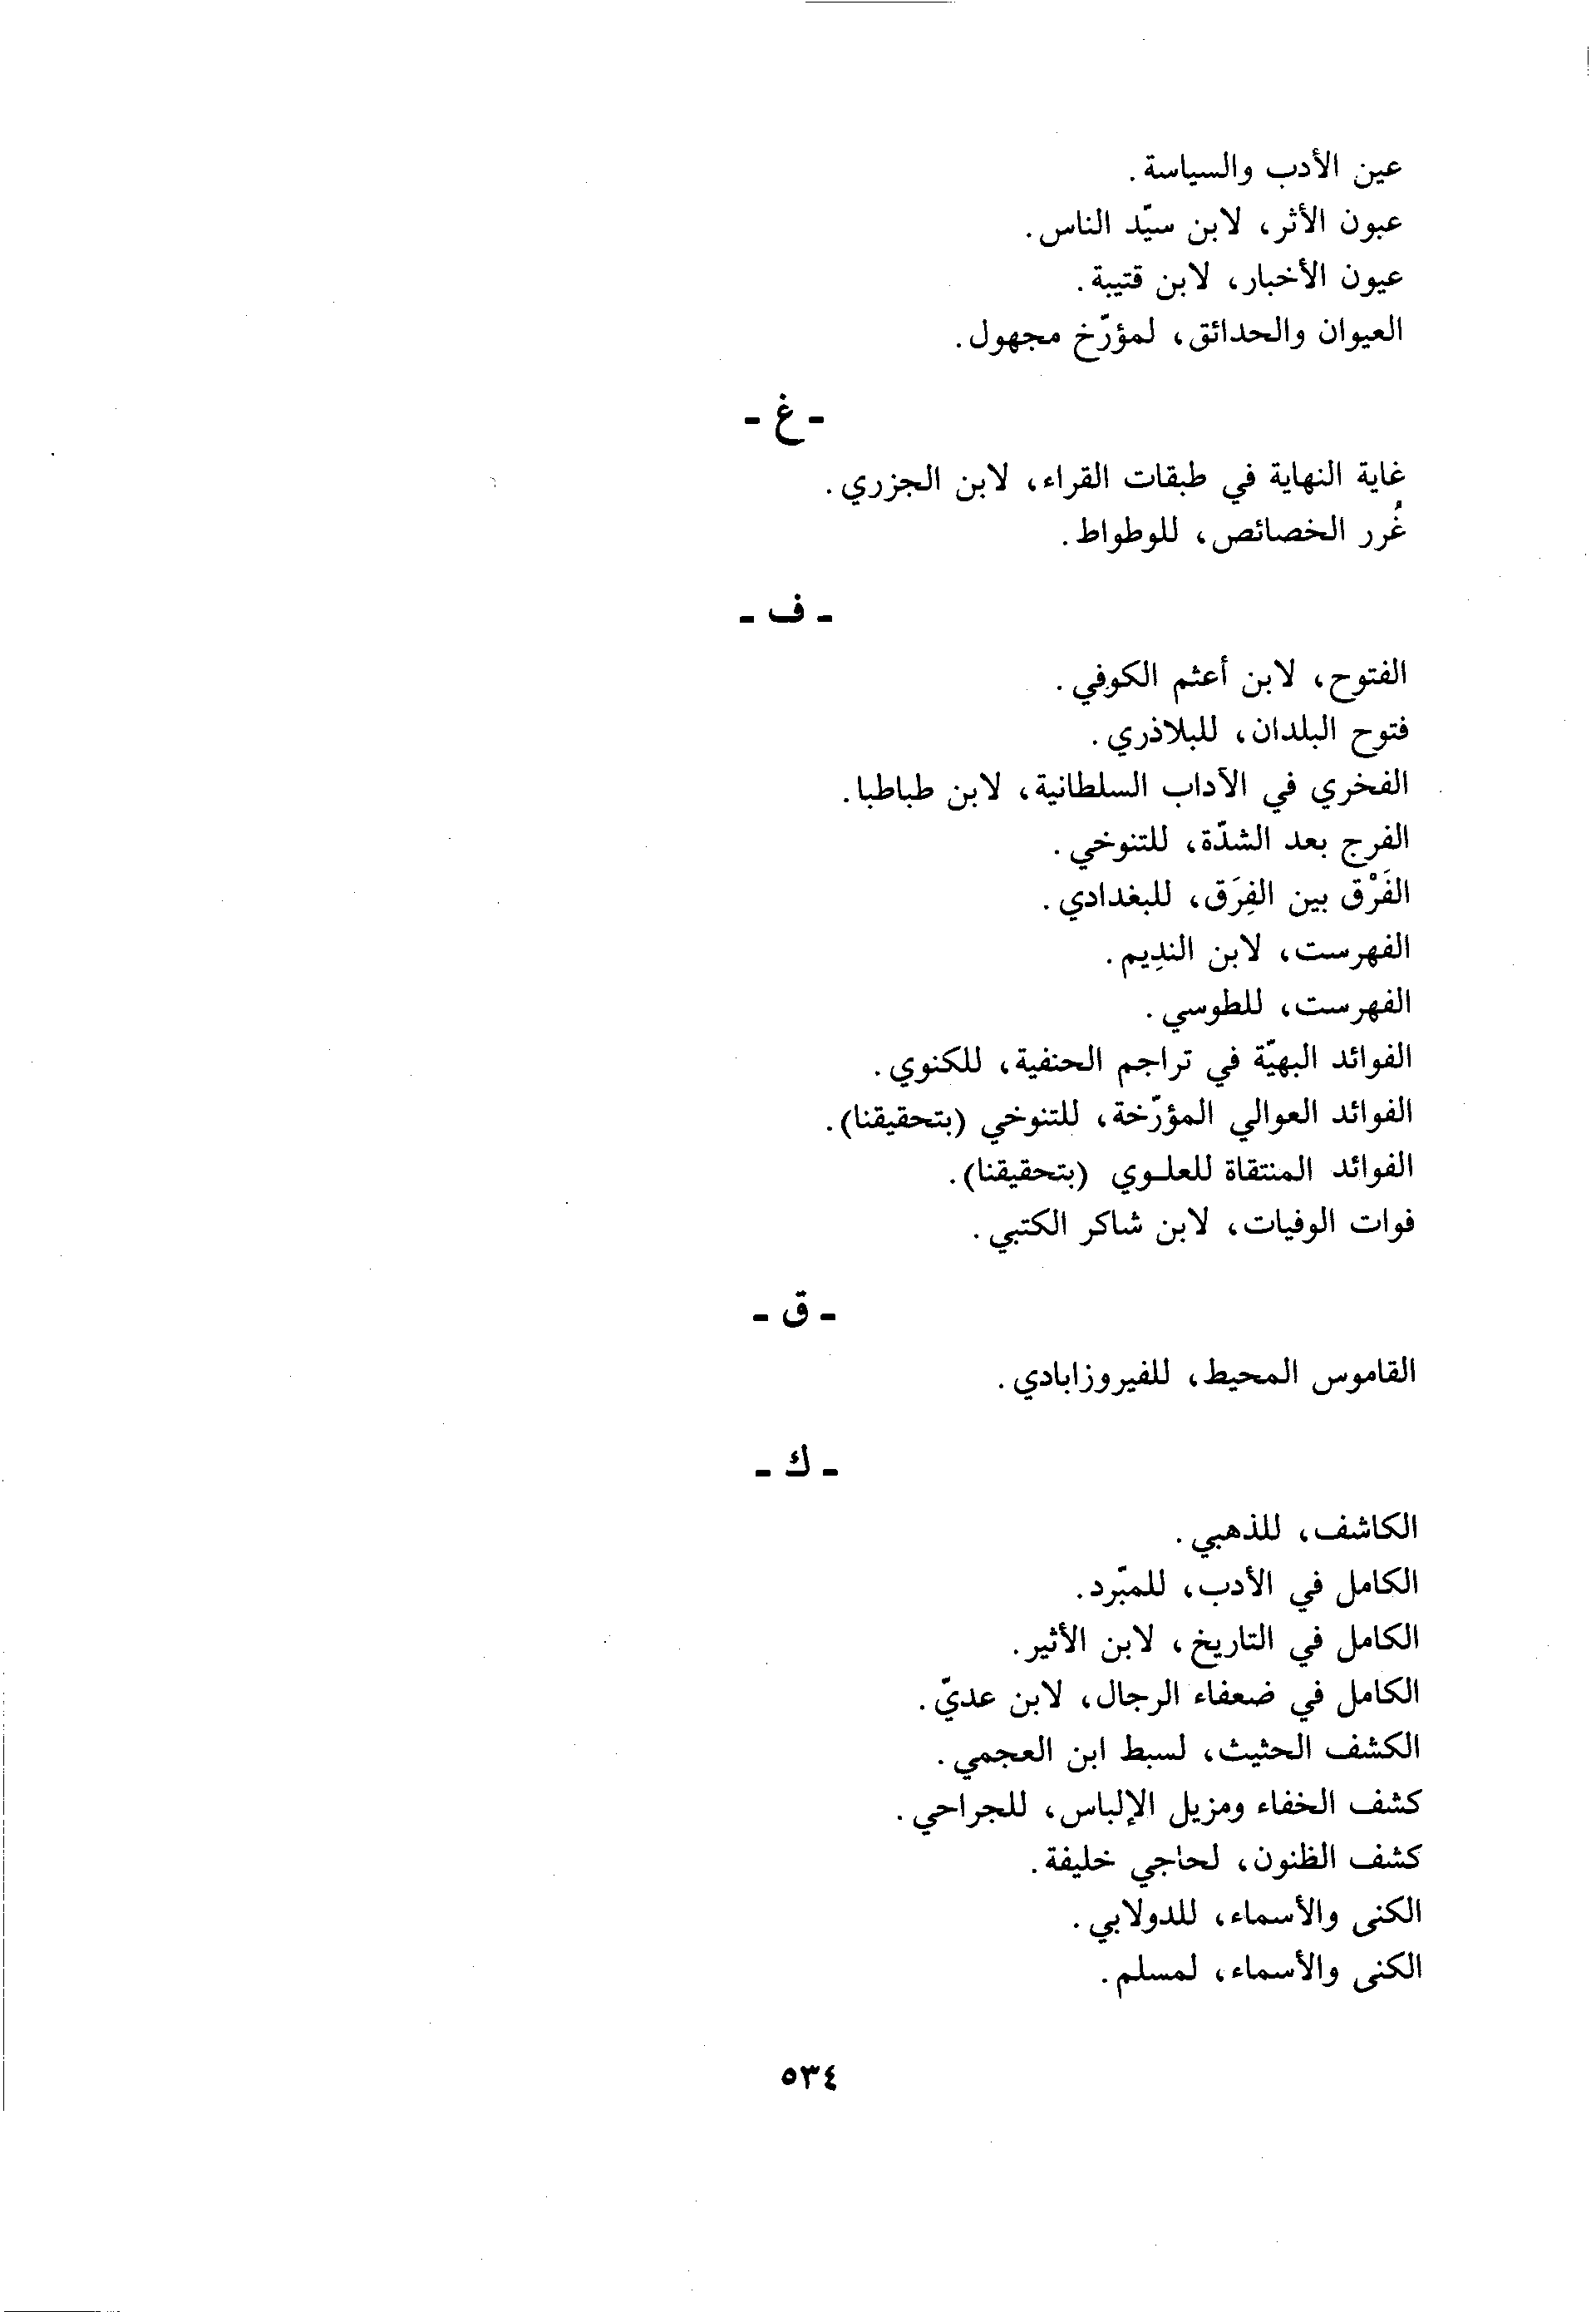 عين الأدب والسياسة.
عبون الأثر، لابن سيّد الناس.
عيون الأخبار، لابن قتيبة.
العيوان والحدائق، لمؤرّخ مجهول.
- غ -
غاية النهاية في طبقات القراء، لابن الجزري.
غُرر الخصائص، للوطواط.
- ف -
الفتوح، لابن أعثم الكوفي.
فتوح البلدان، للبلاذري.
الفخري في الآداب السلطانية، لابن طباطبا.
الفرج بعد الشدّة، للتنوخي.
الفَرْق بين الفِرَق، للبغدادي.
الفهرست، لابن الندِيم.
الفهرست، للطوسي.
الفوائد البهيّة في تراجم الحنفية، للكنوي.
الفوائد العوالي المؤرّخة، للتنوخي (بتحقيقنا).
الفوائد المنتقاة للعلـوي (بتحقيقنا).
فوات الوفيات، لابن شاكر الكتبي.
- ق -
القاموس المحيط، للفيروزابادي.
- ك -
الكاشف، للذهبي.
الكامل في الأدب، للمبّرد.
الكامل في التاريخ، لابن الأثير.
الكامل في ضعفاء الرجال، لابن عديّ.
الكشف الحثيث، لسبط ابن العجمي.
كشف الخفاء ومزيل الإلباس، للجراحي.
كشف الظنون، لحاجي خليفة.
الكنى والأسماء، للدولابي.
الكنى والأسماء، لمسلم.
٥٣٤